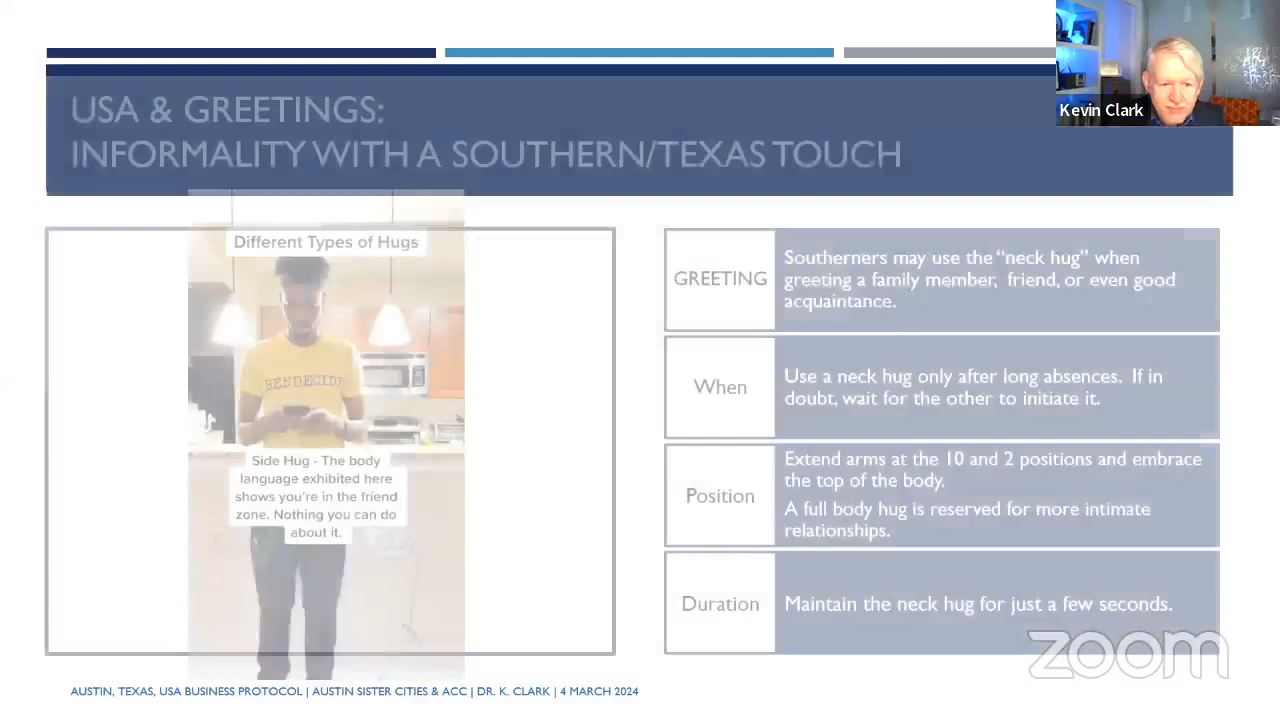 Kevin Clark
USA & GREETINGS:
INFORMALITY WITH A SOUTHERN/TEXAS TOUCH
Different Types of Hugs
BENDECIDO
Side Hug - The body
language exhibited here
shows you're in the friend
zone. Nothing you can do
about it.
GREETING
Southerners may use the “neck hug” when
greeting a family member, friend, or even good
acquaintance.
When
Use a neck hug only after long absences. If in
doubt, wait for the other to initiate it.
Position
Extend arms at the 10 and 2 positions and embrace
the top of the body.
A full body hug is reserved for more intimate
relationships.
Duration
Maintain the neck hug for just a few seconds.
zoom
AUSTIN, TEXAS, USA BUSINESS PROTOCOL | AUSTIN SISTER CITIES & ACC | DR. K. CLARK | 4 MARCH 2024